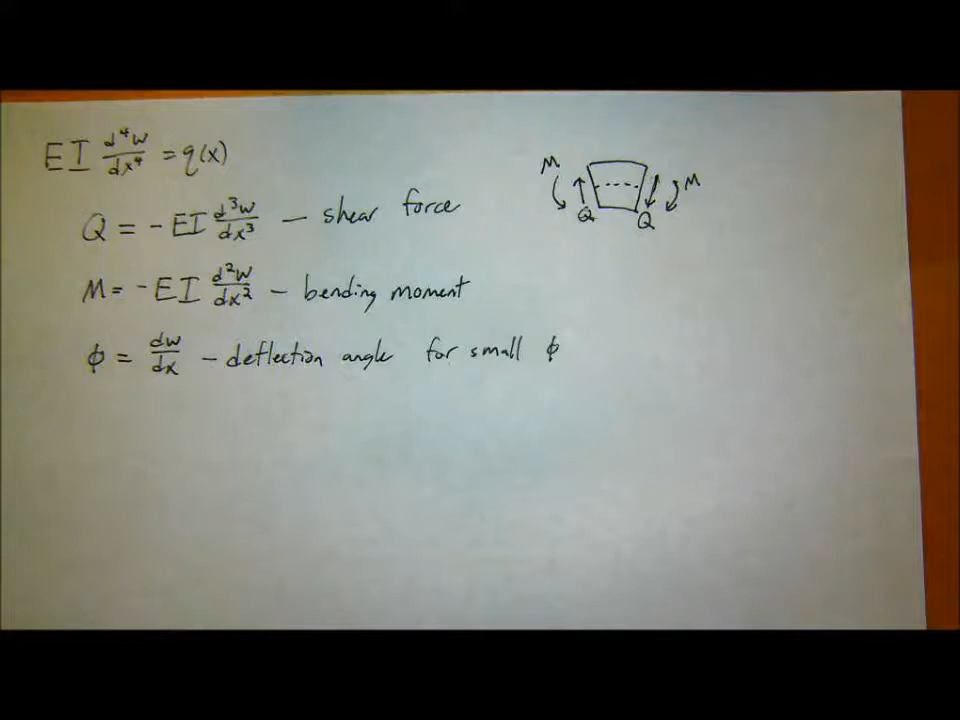 EI d⁴w/dx⁴ = q(x)
Q = -EI d³w/dx³ — shear force
M = -EI d²w/dx² — bending moment
ϕ = dw/dx — deflection angle for small ϕ
M M
Q Q